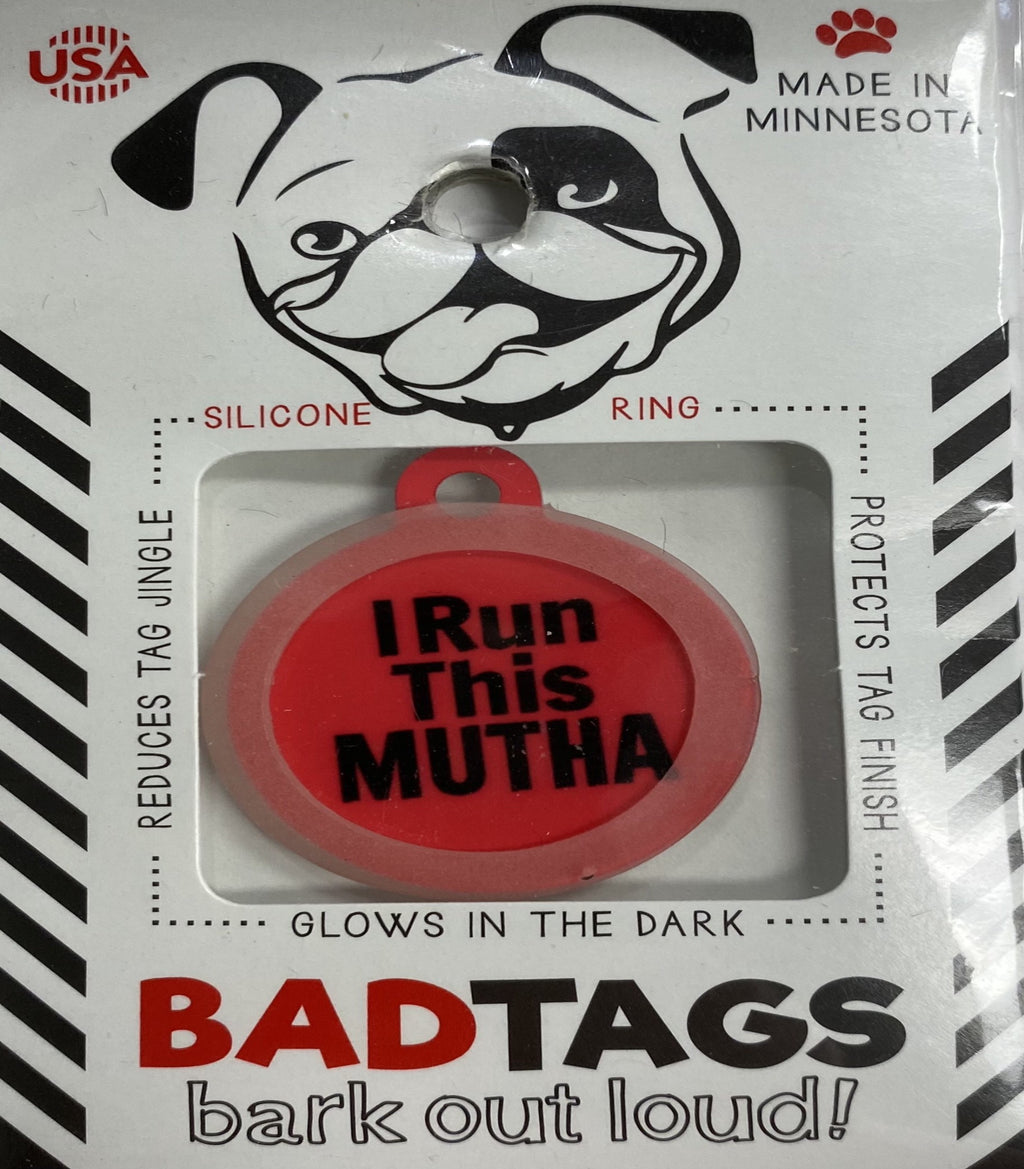 USA
MADE IN
MINNESOTA
SILICONE RING
REDUCES TAG JINGLE
PROTECTS TAG FINISH
I Run
This
MUTHA
GLOWS IN THE DARK
BADTAGS
bark out loud!